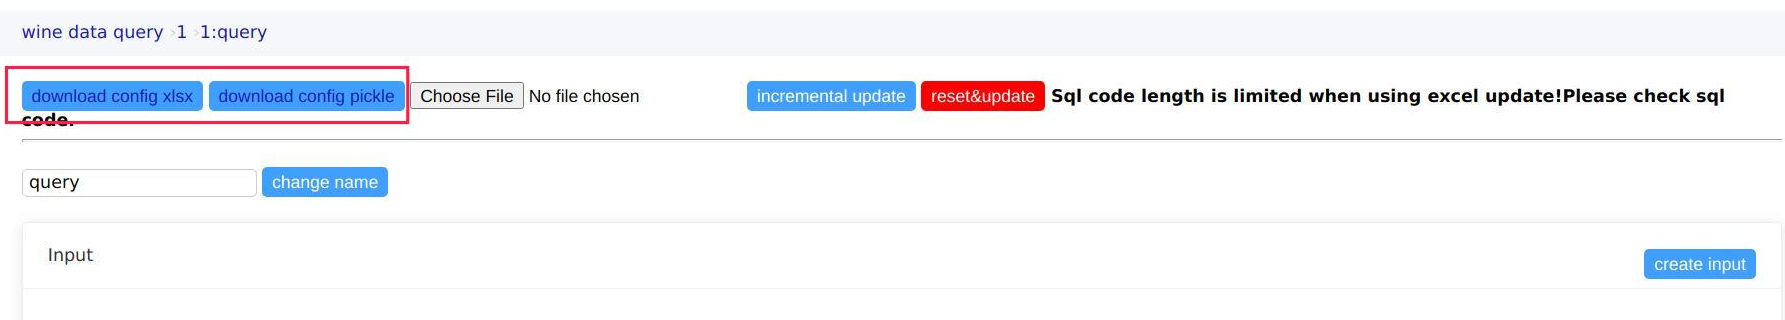 wine data query ›1 ›1:query
download config xlsx download config pickle Choose File No file chosen incremental update reset&update Sql code length is limited when using excel update!Please check sql
code.
query change name
Input
create input